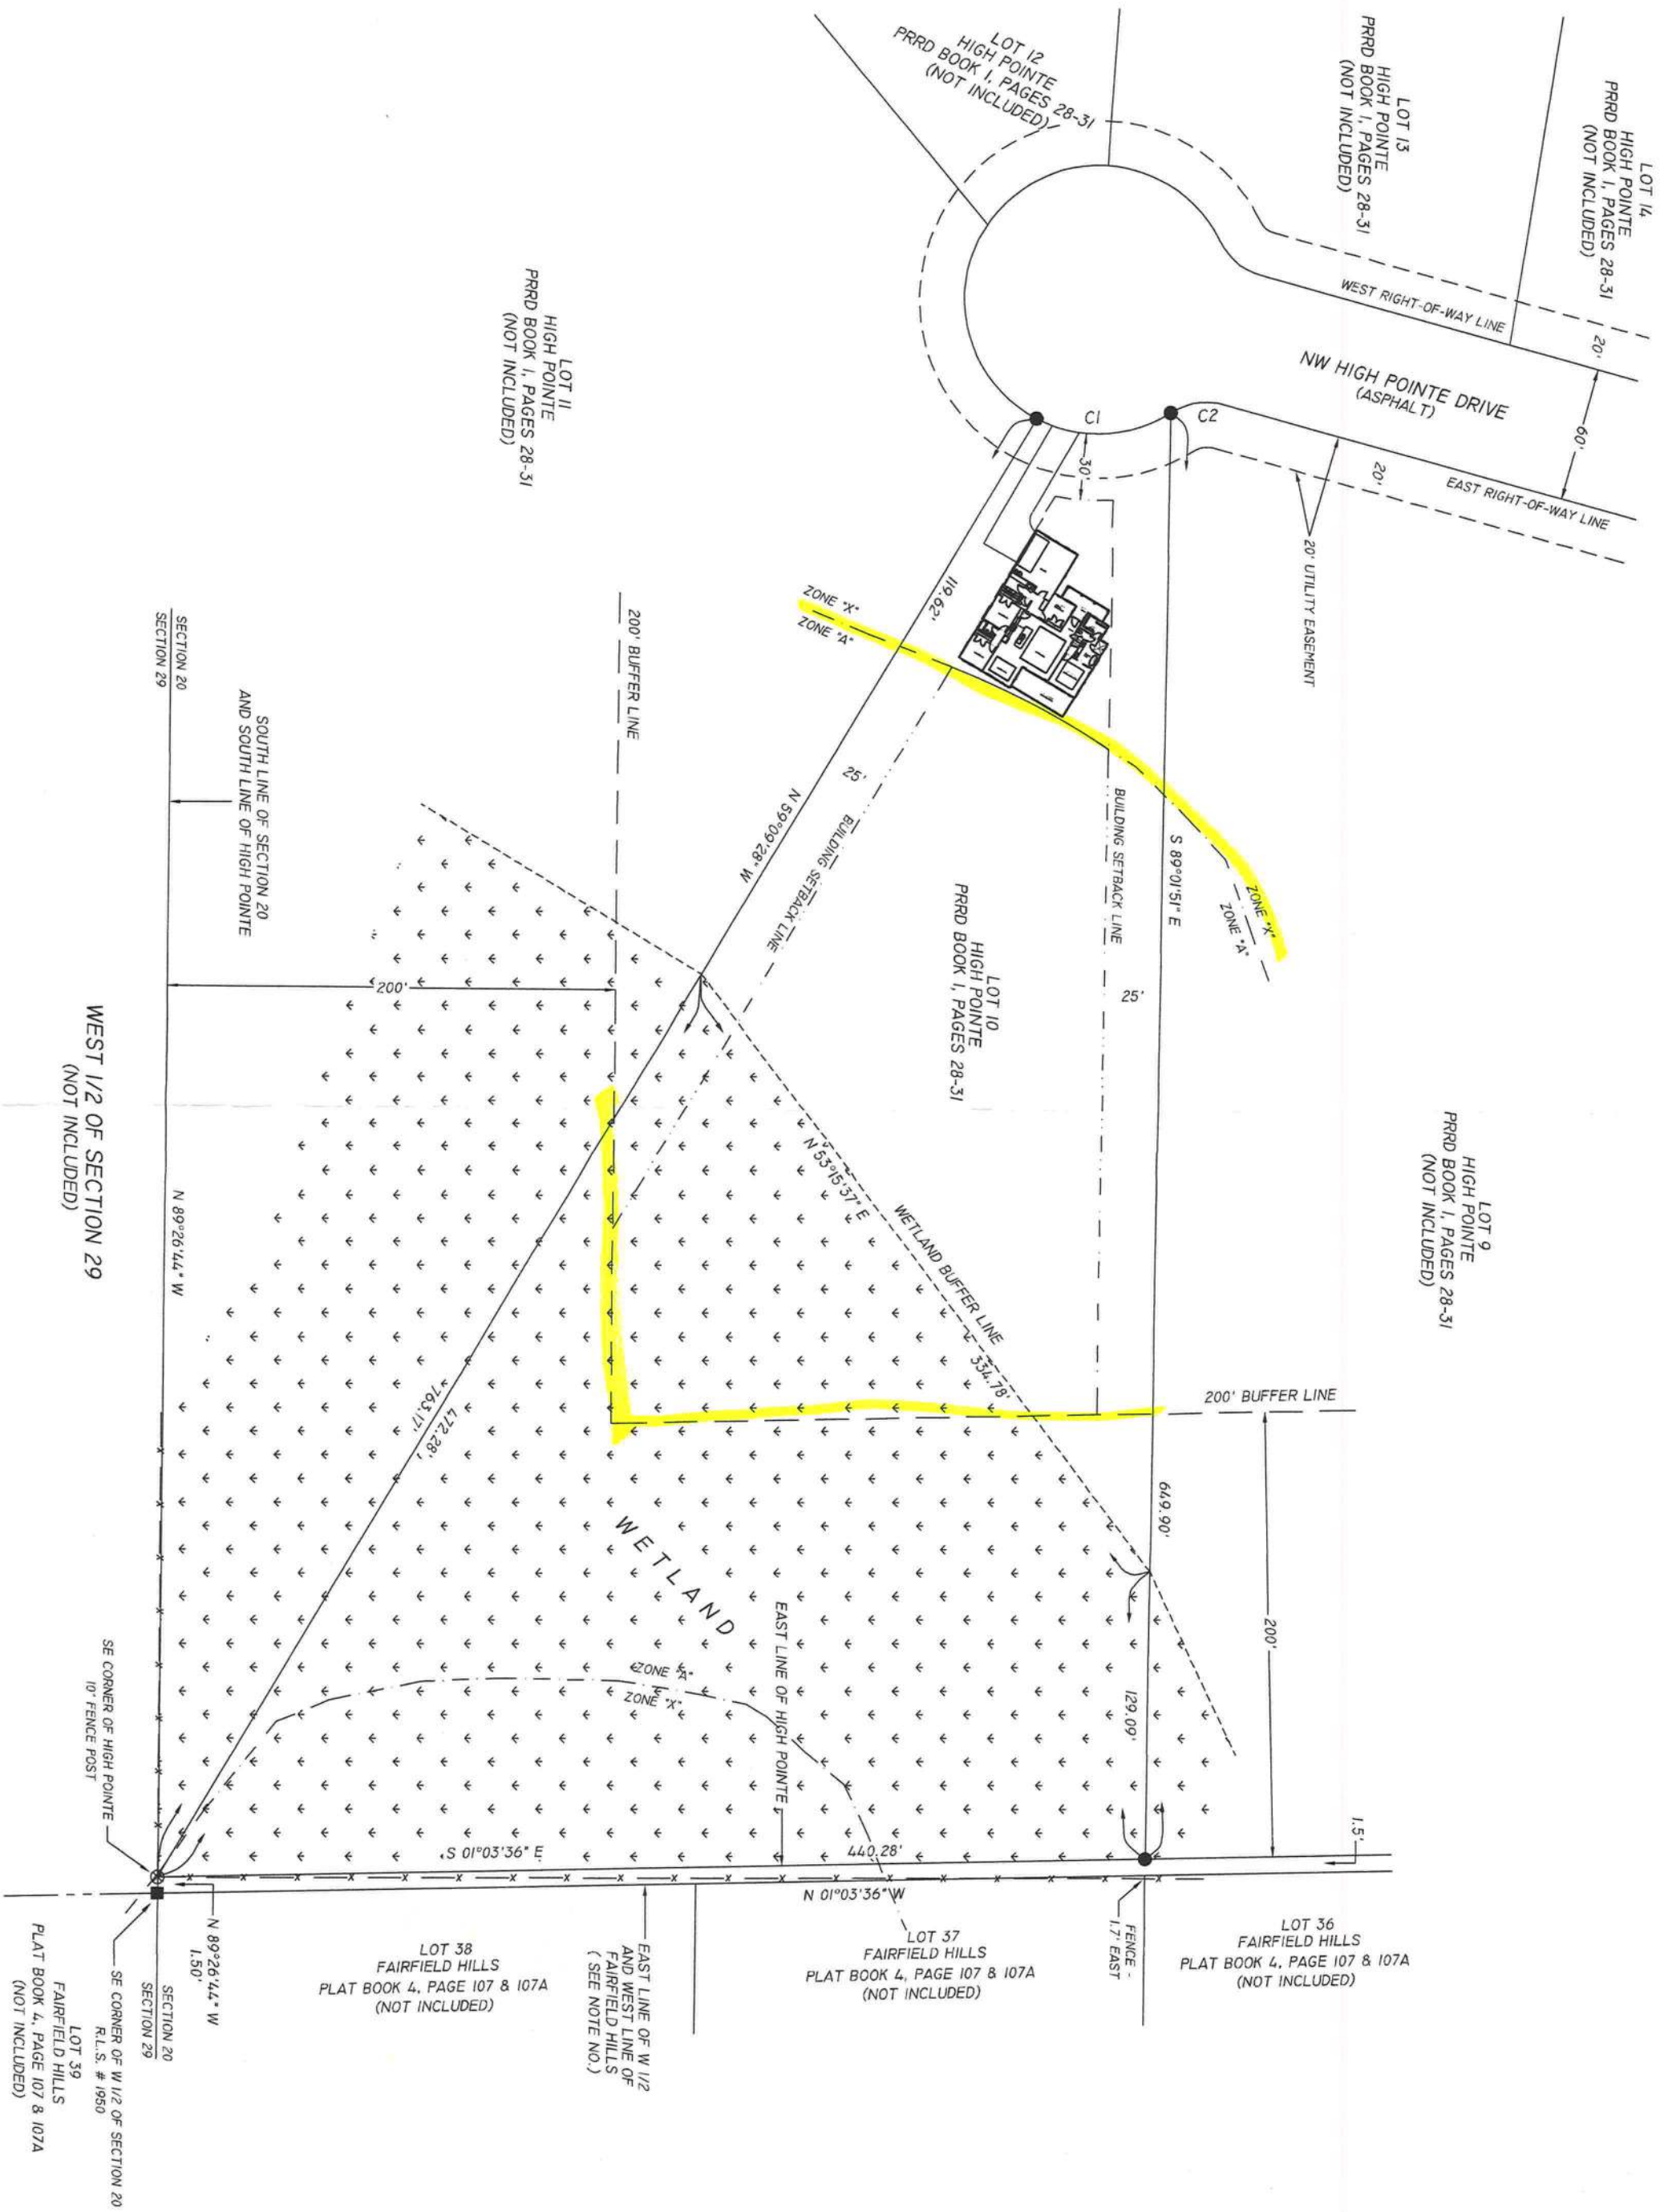 LOT 14
HIGH POINTE
PRRD BOOK 1, PAGES 28-31
(NOT INCLUDED)
LOT 13
HIGH POINTE
PRRD BOOK 1, PAGES 28-31
(NOT INCLUDED)
LOT 12
HIGH POINTE
PRRD BOOK 1, PAGES 28-31
(NOT INCLUDED)
WEST RIGHT-OF-WAY LINE
20'
NW HIGH POINTE DRIVE
(ASPHALT)
60'
20'
EAST RIGHT-OF-WAY LINE
C1
C2
30'
20' UTILITY EASEMENT
LOT 11
HIGH POINTE
PRRD BOOK 1, PAGES 28-31
(NOT INCLUDED)
119.62'
ZONE "X"
ZONE "A"
200' BUFFER LINE
SECTION 20
SECTION 29
SOUTH LINE OF SECTION 20
AND SOUTH LINE OF HIGH POINTE
25'
N 59°09'28" W
BUILDING SETBACK LINE
BUILDING SETBACK LINE
S 89°01'51" E
ZONE "X"
ZONE "A"
LOT 10
HIGH POINTE
PRRD BOOK 1, PAGES 28-31
25'
200'
LOT 9
HIGH POINTE
PRRD BOOK 1, PAGES 28-31
(NOT INCLUDED)
WEST 1/2 OF SECTION 29
(NOT INCLUDED)
N 89°26'44" W
N 53°15'37" E
WETLAND BUFFER LINE
334.78'
200' BUFFER LINE
763.17'
472.28'
649.90'
WETLAND
200'
EAST LINE OF HIGH POINTE
ZONE "A"
ZONE "X"
129.09'
SE CORNER OF HIGH POINTE
10" FENCE POST
S 01°03'36" E
440.28'
1.5'
N 01°03'36" W
N 89°26'44" W
1.50'
SECTION 20
SECTION 29
SE CORNER OF W 1/2 OF SECTION 20
R.L.S. # 1950
LOT 39
FAIRFIELD HILLS
PLAT BOOK 4, PAGE 107 & 107A
(NOT INCLUDED)
LOT 38
FAIRFIELD HILLS
PLAT BOOK 4, PAGE 107 & 107A
(NOT INCLUDED)
EAST LINE OF W 1/2
AND WEST LINE OF
FAIRFIELD HILLS
( SEE NOTE NO.)
LOT 37
FAIRFIELD HILLS
PLAT BOOK 4, PAGE 107 & 107A
(NOT INCLUDED)
FENCE -
1.7' EAST
LOT 36
FAIRFIELD HILLS
PLAT BOOK 4, PAGE 107 & 107A
(NOT INCLUDED)